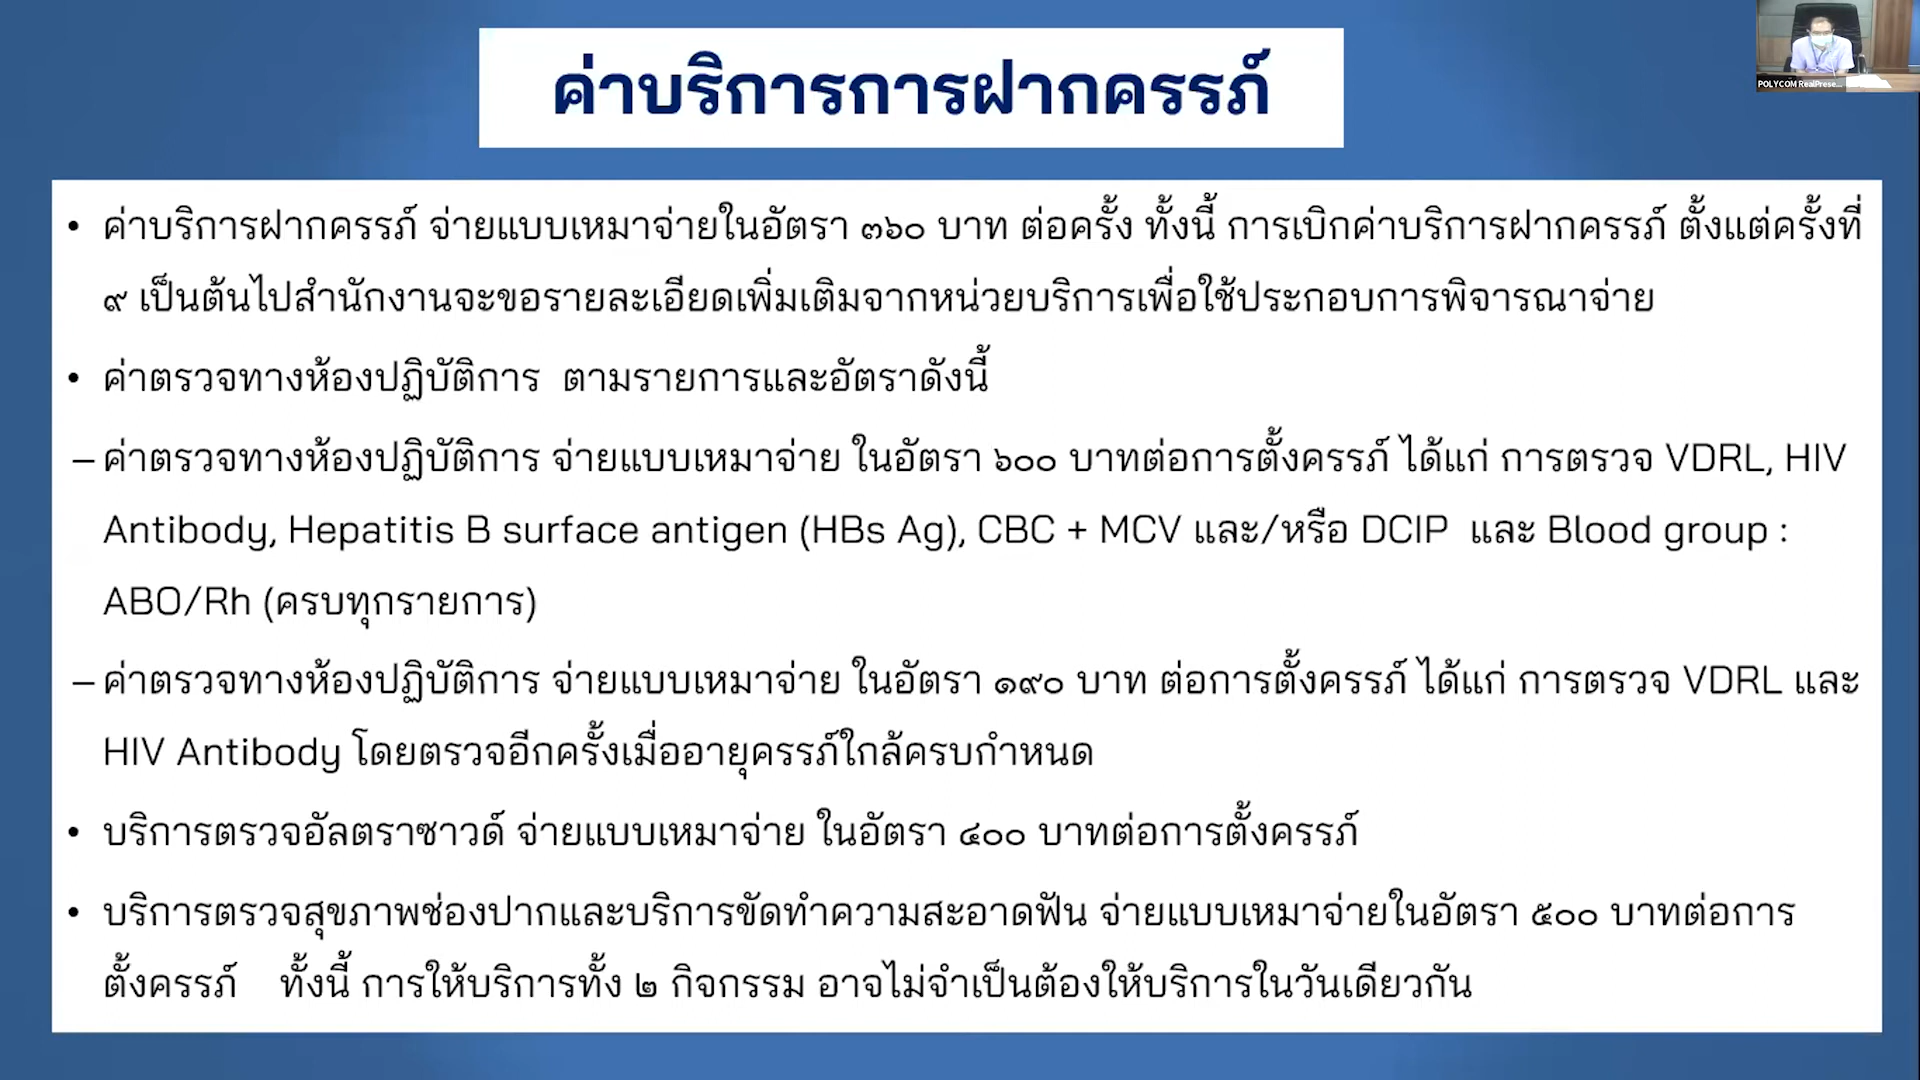 ค่าบริการการฝากครรภ์
POLYCOM RealPrese...
• ค่าบริการฝากครรภ์ จ่ายแบบเหมาจ่ายในอัตรา ๓๖๐ บาท ต่อครั้ง ทั้งนี้ การเบิกค่าบริการฝากครรภ์ ตั้งแต่ครั้งที่
๙ เป็นต้นไปสำนักงานจะขอรายละเอียดเพิ่มเติมจากหน่วยบริการเพื่อใช้ประกอบการพิจารณาจ่าย
• ค่าตรวจทางห้องปฏิบัติการ ตามรายการและอัตราดังนี้
– ค่าตรวจทางห้องปฏิบัติการ จ่ายแบบเหมาจ่าย ในอัตรา ๖๐๐ บาทต่อการตั้งครรภ์ ได้แก่ การตรวจ VDRL, HIV
Antibody, Hepatitis B surface antigen (HBs Ag), CBC + MCV และ/หรือ DCIP และ Blood group :
ABO/Rh (ครบทุกรายการ)
– ค่าตรวจทางห้องปฏิบัติการ จ่ายแบบเหมาจ่าย ในอัตรา ๑๙๐ บาท ต่อการตั้งครรภ์ ได้แก่ การตรวจ VDRL และ
HIV Antibody โดยตรวจอีกครั้งเมื่ออายุครรภ์ใกล้ครบกำหนด
• บริการตรวจอัลตราซาวด์ จ่ายแบบเหมาจ่าย ในอัตรา ๔๐๐ บาทต่อการตั้งครรภ์
• บริการตรวจสุขภาพช่องปากและบริการขัดทำความสะอาดฟัน จ่ายแบบเหมาจ่ายในอัตรา ๕๐๐ บาทต่อการ
ตั้งครรภ์ ทั้งนี้ การให้บริการทั้ง ๒ กิจกรรม อาจไม่จำเป็นต้องให้บริการในวันเดียวกัน